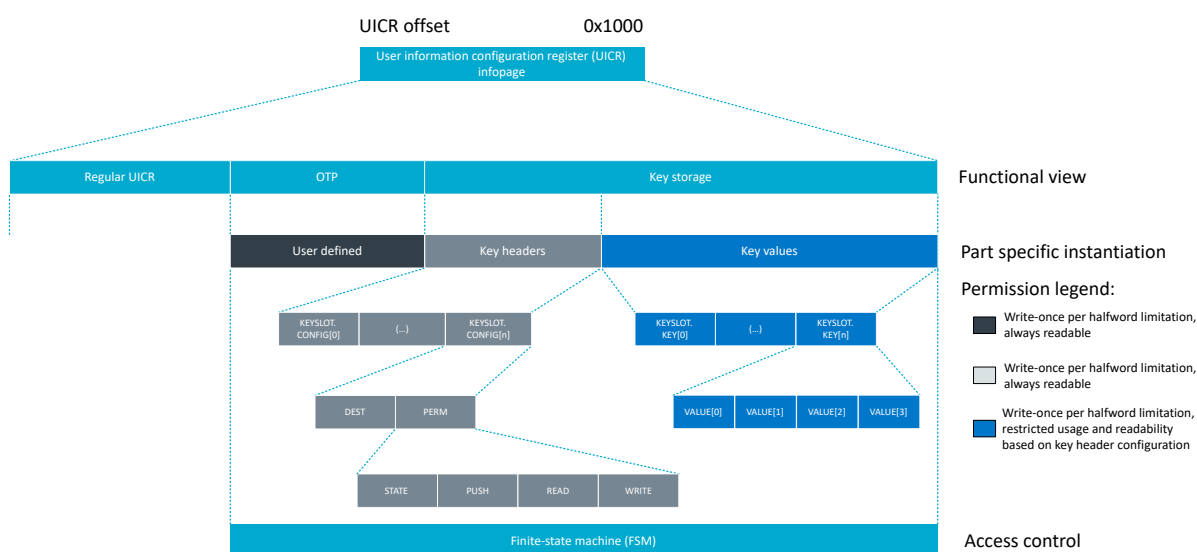 UICR offset 0x1000
User information configuration register (UICR)
infopage
Regular UICR OTP Key storage Functional view
User defined Key headers Key values Part specific instantiation
Permission legend:
KEYSLOT.
CONFIG[0]
(...)
KEYSLOT.
CONFIG[n]
KEYSLOT.
KEY[0]
(...)
KEYSLOT.
KEY[n]
Write-once per halfword limitation,
always readable
Write-once per halfword limitation,
always readable
DEST PERM VALUE[0] VALUE[1] VALUE[2] VALUE[3]
Write-once per halfword limitation,
restricted usage and readability
based on key header configuration
STATE PUSH READ WRITE
Finite-state machine (FSM) Access control